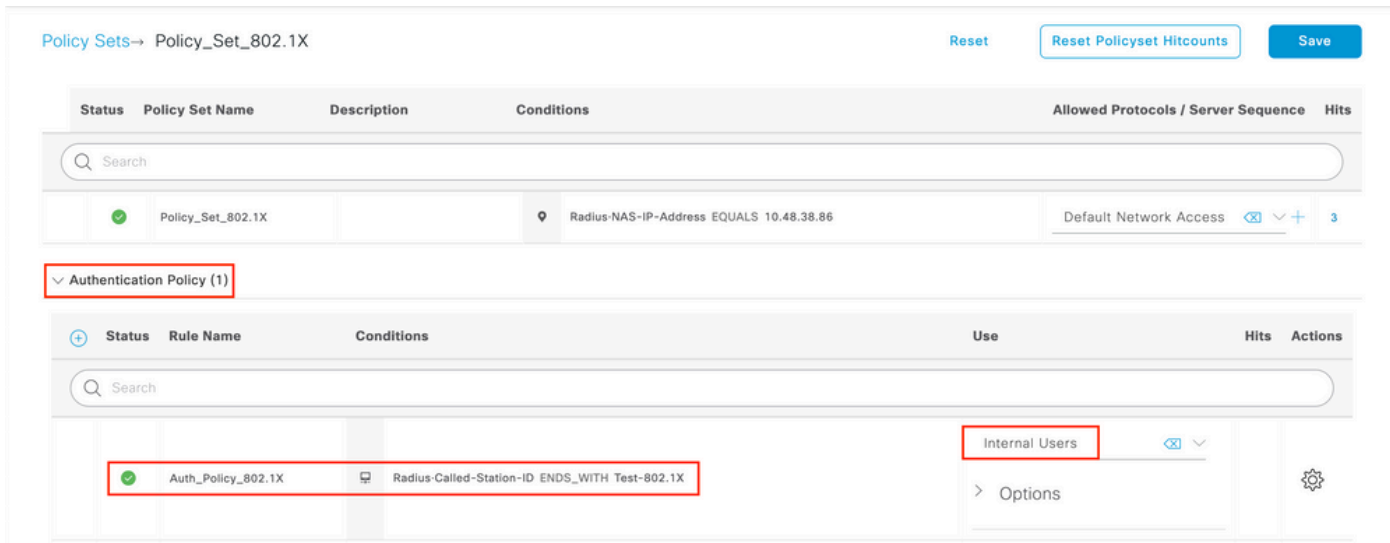 Policy Sets→ Policy_Set_802.1X Reset Reset Policyset Hitcounts Save
Status Policy Set Name Description Conditions Allowed Protocols / Server Sequence Hits
Search
Policy_Set_802.1X Radius·NAS-IP-Address EQUALS 10.48.38.86 Default Network Access 3
Authentication Policy (1)
Status Rule Name Conditions Use Hits Actions
Search
Internal Users
Auth_Policy_802.1X Radius·Called-Station-ID ENDS_WITH Test-802.1X
Options